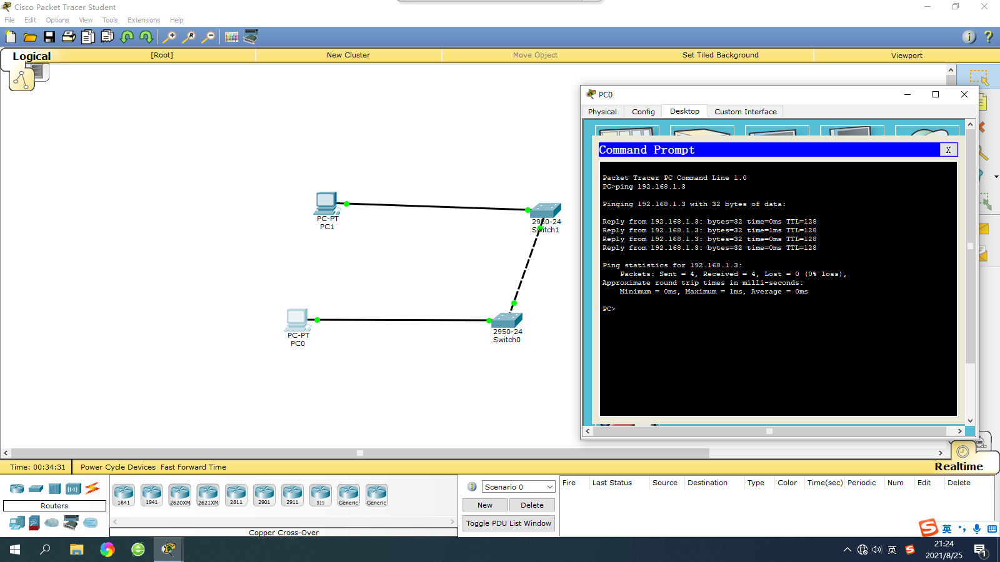 Cisco Packet Tracer Student
File Edit Options View Tools Extensions Help
Logical [Root] New Cluster Move Object Set Tiled Background Viewport
PC0
Physical Config Desktop Custom Interface
Command Prompt X
Packet Tracer PC Command Line 1.0
PC>ping 192.168.1.3
Pinging 192.168.1.3 with 32 bytes of data:
Reply from 192.168.1.3: bytes=32 time=0ms TTL=128
Reply from 192.168.1.3: bytes=32 time=1ms TTL=128
Reply from 192.168.1.3: bytes=32 time=0ms TTL=128
Reply from 192.168.1.3: bytes=32 time=0ms TTL=128
Ping statistics for 192.168.1.3:
Packets: Sent = 4, Received = 4, Lost = 0 (0% loss),
Approximate round trip times in milli-seconds:
Minimum = 0ms, Maximum = 1ms, Average = 0ms
PC>
PC-PT
PC1
2950-24
Switch1
PC-PT
PC0
2950-24
Switch0
Time: 00:34:31 Power Cycle Devices Fast Forward Time Realtime
Routers
1841 1941 2620XM 2621XM 2811 2901 2911 819 Generic Generic
Copper Cross-Over
Scenario 0
New Delete
Toggle PDU List Window
Fire Last Status Source Destination Type Color Time(sec) Periodic Num Edit Delete
英
英
21:24
2021/8/25
1